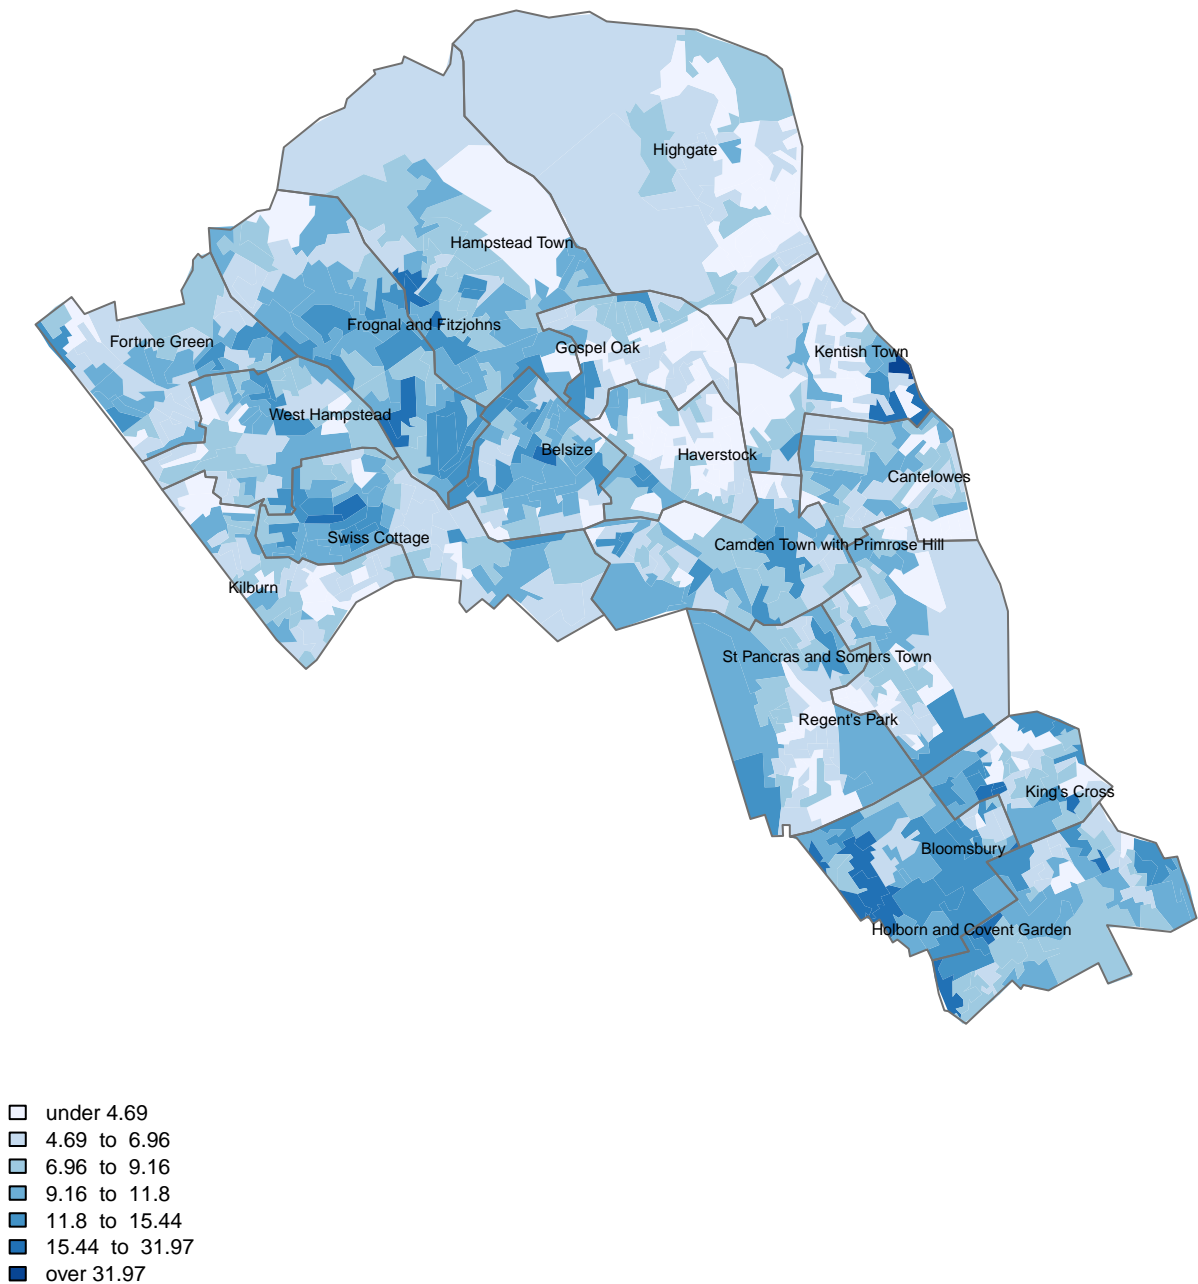 Highgate
Hampstead Town
Frognal and Fitzjohns
Fortune Green
Gospel Oak
Kentish Town
West Hampstead
Belsize
Haverstock
Cantelowes
Swiss Cottage
Camden Town with Primrose Hill
Kilburn
St Pancras and Somers Town
Regent's Park
King's Cross
Bloomsbury
Holborn and Covent Garden
under 4.69
4.69 to 6.96
6.96 to 9.16
9.16 to 11.8
11.8 to 15.44
15.44 to 31.97
over 31.97